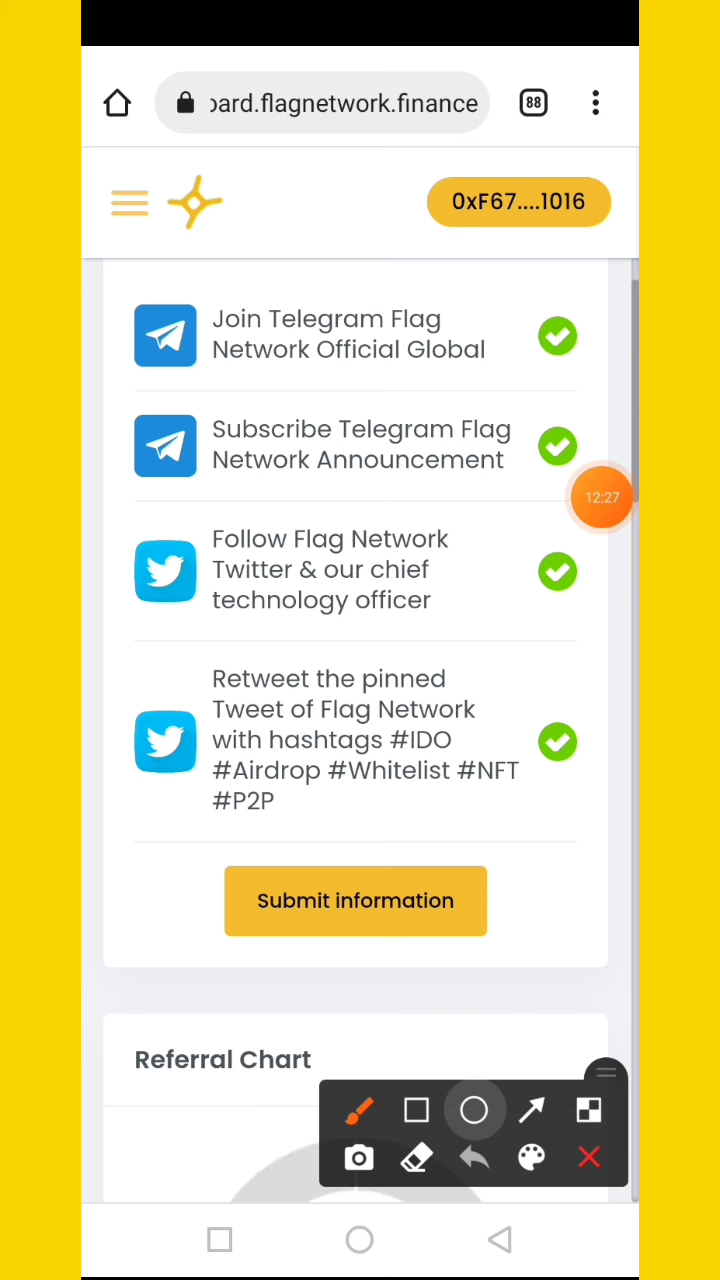 oard.flagnetwork.finance
88
0xF67....1016
Join Telegram Flag
Network Official Global
Subscribe Telegram Flag
Network Announcement
12:27
Follow Flag Network
Twitter & our chief
technology officer
Retweet the pinned
Tweet of Flag Network
with hashtags #IDO
#Airdrop #Whitelist #NFT
#P2P
Submit information
Referral Chart